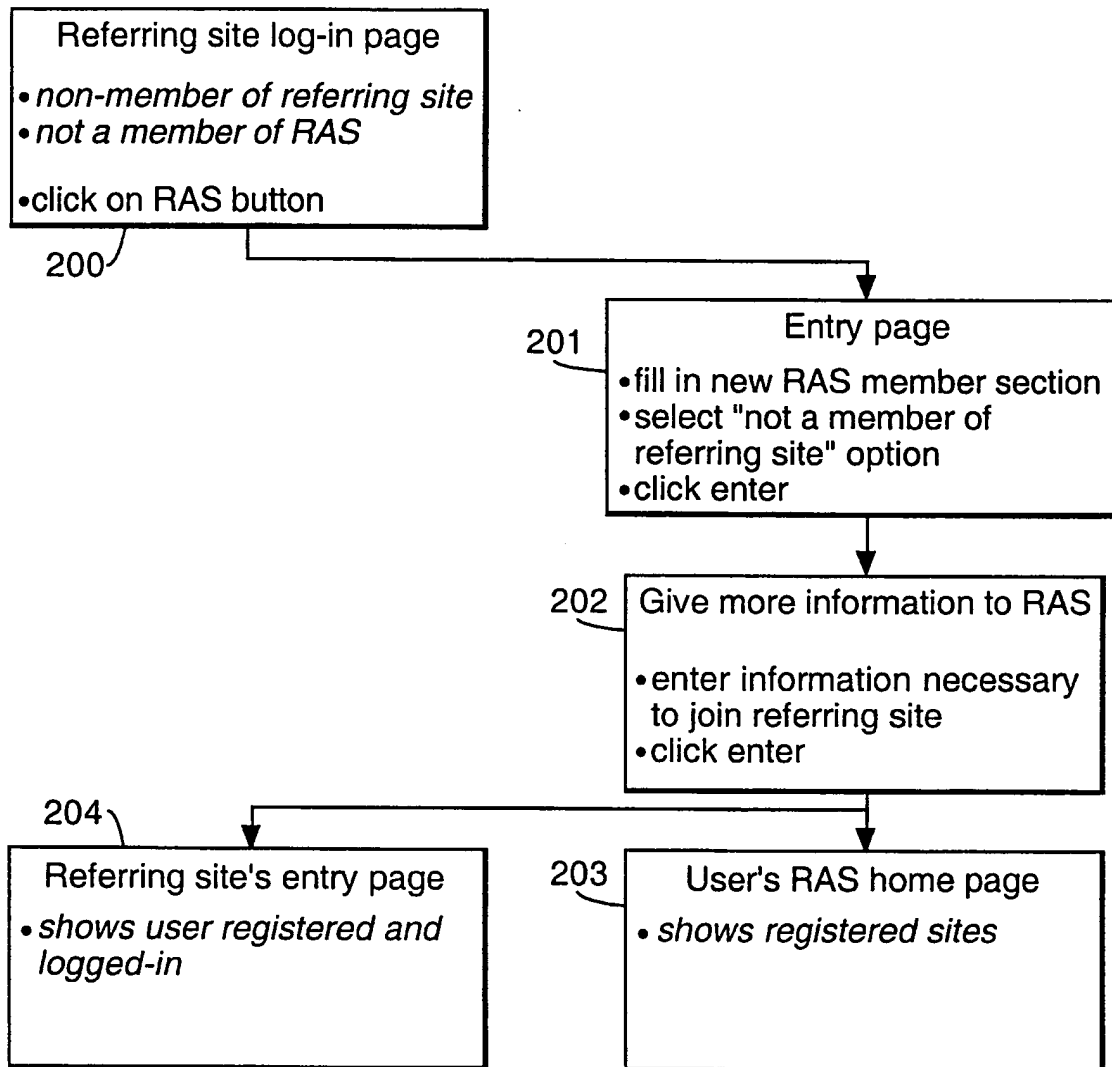 Referring site log-in page
•non-member of referring site
•not a member of RAS
•click on RAS button
200
201
Entry page
•fill in new RAS member section
•select "not a member of
referring site" option
•click enter
202
Give more information to RAS
•enter information necessary
to join referring site
•click enter
204
Referring site's entry page
•shows user registered and
logged-in
203
User's RAS home page
•shows registered sites